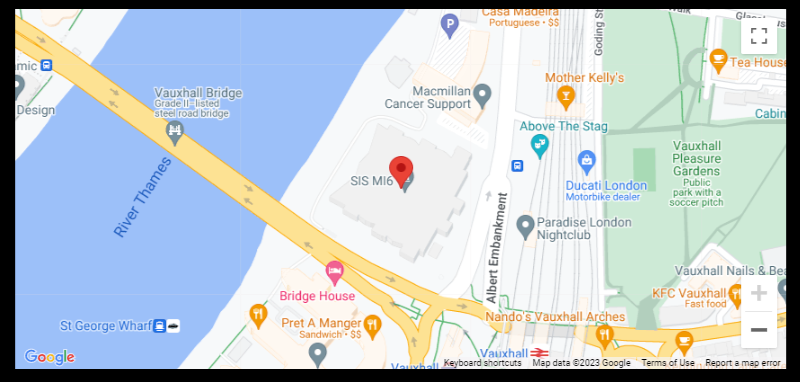 Casa Madeira
Portuguese • $$
P
Goding St
Walk
Tea House
Mother Kelly's
Vauxhall Bridge
Grade II-listed
steel road bridge
Design
Macmillan
Cancer Support
Above The Stag
Cabin
Vauxhall
Pleasure
Gardens
Public
park with a
soccer pitch
SIS MI6
Ducati London
Motorbike dealer
River Thames
Albert Embankment
Paradise London
Nightclub
Bridge House
Vauxhall Nails & Bea
KFC Vauxhall
Fast food
St George Wharf
Pret A Manger
Sandwich • $$
Nando's Vauxhall Arches
Vauxhall
Vauxhall
Google
Keyboard shortcuts
Map data ©2023 Google
Terms of Use
Report a map error